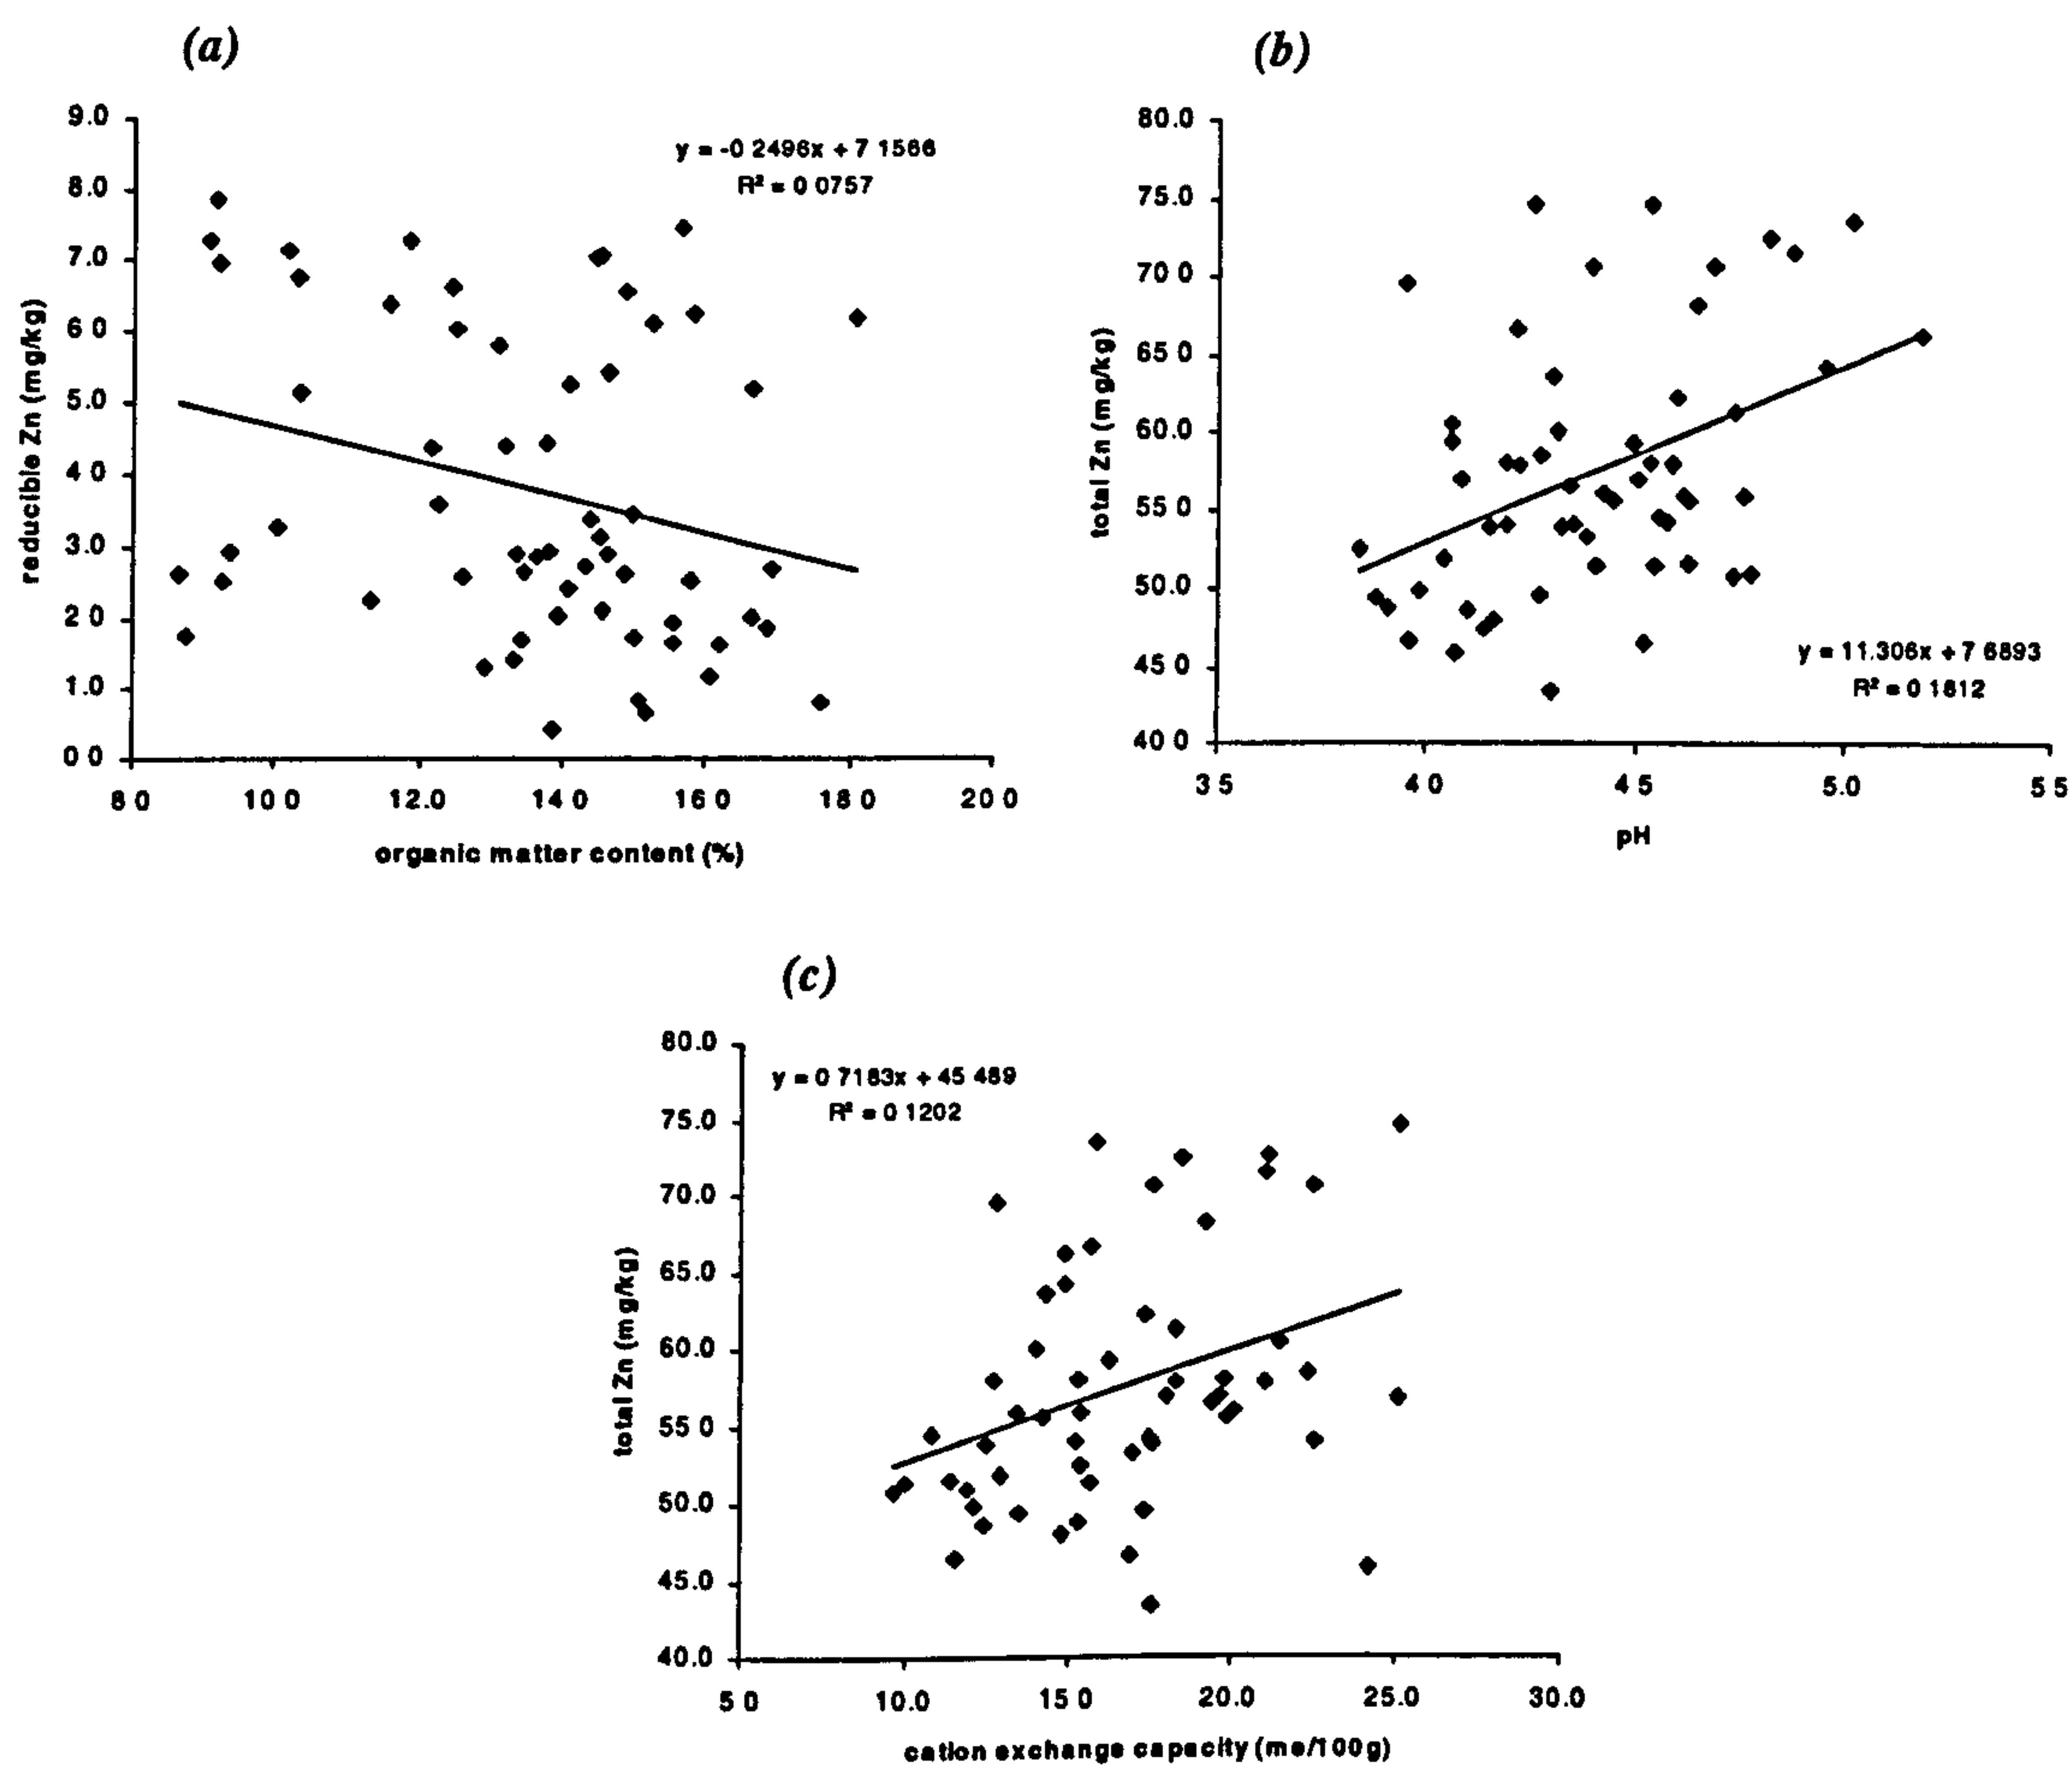 (a)
9.0
8.0
7.0
6 0
5.0
4 0
3.0
2 0
1.0
0 0
reducible Zn (mg/kg)
y = -0 2496x + 7 1566
R² = 0 0757
8 0 10 0 12.0 14 0 16 0 18 0 20 0
organic matter content (%)
(b)
80.0
75.0
70 0
65 0
60.0
55 0
50.0
45 0
40 0
total Zn (mg/kg)
y = 11.306x + 7 6893
R² = 0 1812
3 5 4 0 4 5 5.0 5 5
pH
(c)
80.0
75.0
70.0
65.0
60.0
55 0
50.0
45.0
40.0
total Zn (mg/kg)
y = 0 7183x + 45 489
R² = 0 1202
5 0 10.0 15 0 20.0 25.0 30.0
cation exchange capacity (me/100g)